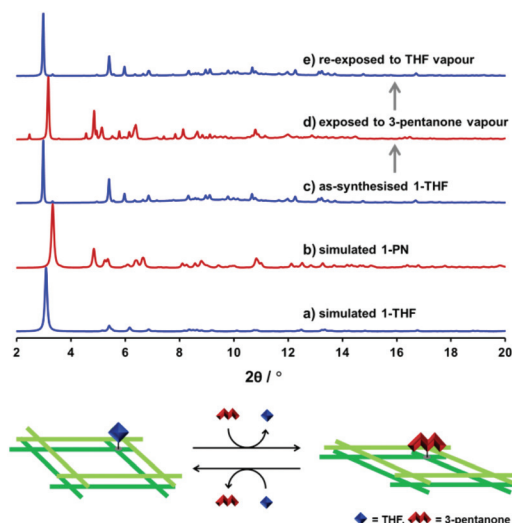 e) re-exposed to THF vapour
d) exposed to 3-pentanone vapour
c) as-synthesised 1-THF
b) simulated 1-PN
a) simulated 1-THF
2 4 6 8 10 12 14 16 18 20
2θ / °
= THF, = 3-pentanone